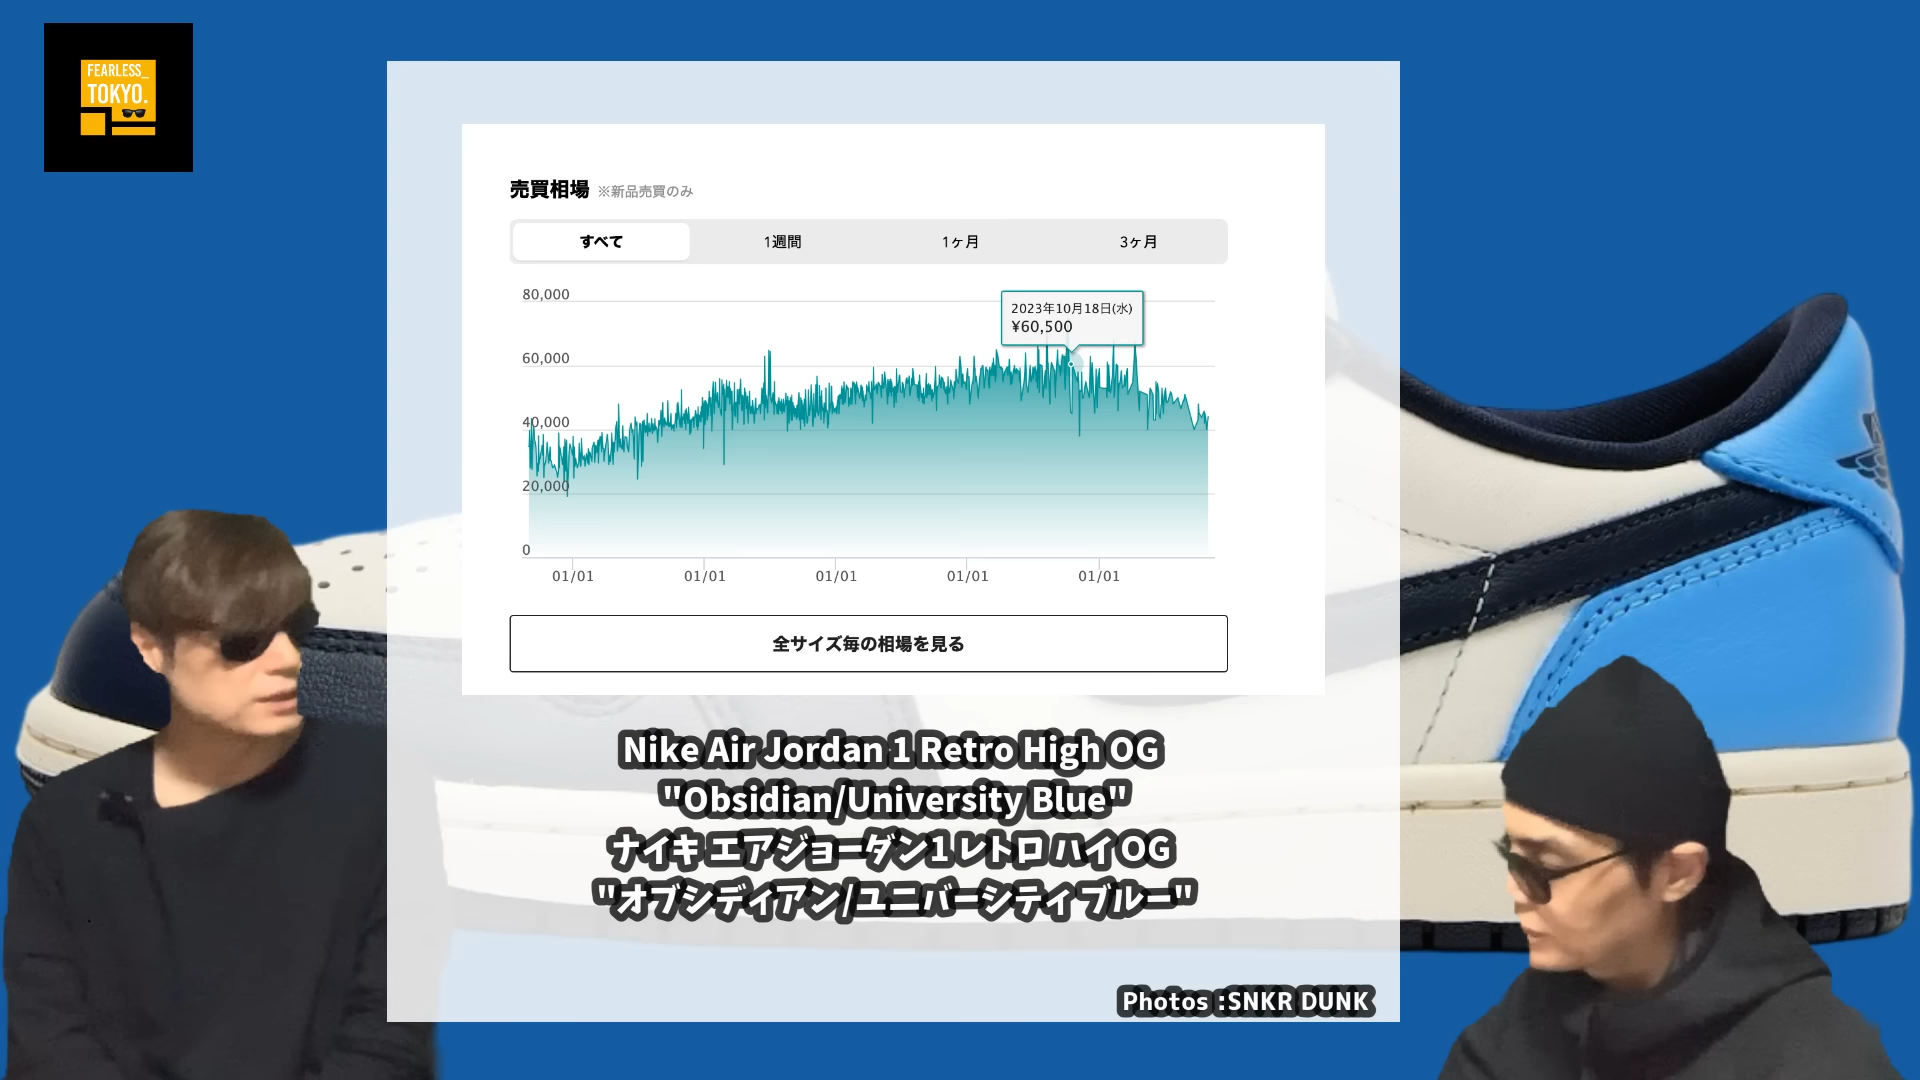 FEARLESS_
TOKYO.
売買相場 ※新品売買のみ
すべて 1週間 1ヶ月 3ヶ月
80,000
2023年10月18日(水)
¥60,500
60,000
40,000
20,000
0
01/01 01/01 01/01 01/01 01/01
全サイズ毎の相場を見る
Nike Air Jordan 1 Retro High OG
"Obsidian/University Blue"
ナイキ エアジョーダン1 レトロ ハイ OG
"オブシディアン/ユニバーシティ ブルー"
Photos :SNKR DUNK